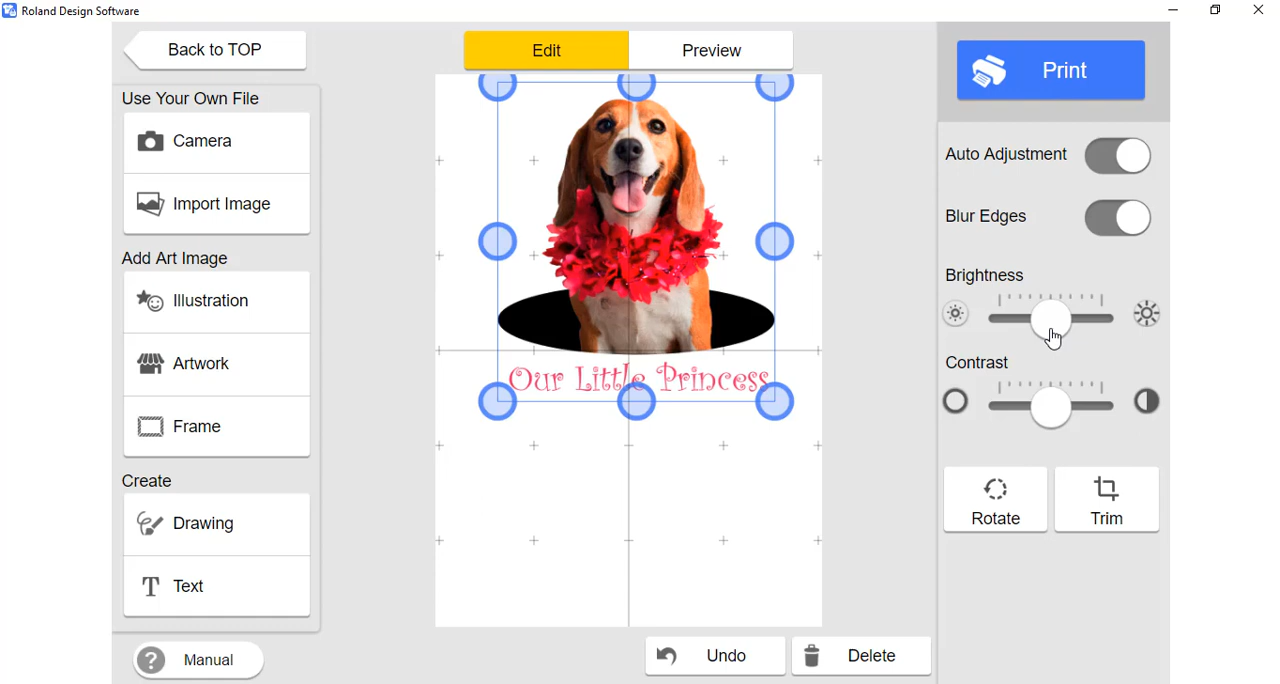 Roland Design Software
Back to TOP
Edit
Preview
Print
Use Your Own File
Camera
Import Image
Add Art Image
Illustration
Artwork
Frame
Create
Drawing
Text
Manual
Our Little Princess
Undo
Delete
Auto Adjustment
Blur Edges
Brightness
Contrast
Rotate
Trim